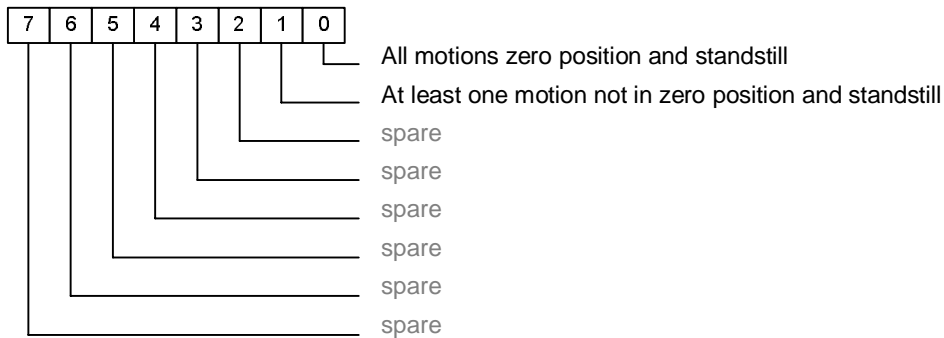 7 6 5 4 3 2 1 0
All motions zero position and standstill
At least one motion not in zero position and standstill
spare
spare
spare
spare
spare
spare